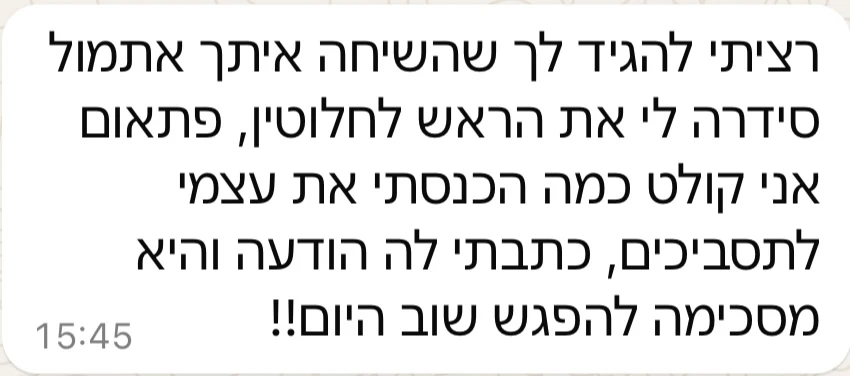 רציתי להגיד לך שהשיחה איתך אתמול
סידרה לי את הראש לחלוטין, פתאום
אני קולט כמה הכנסתי את עצמי
לתסביכים, כתבתי לה הודעה והיא
מסכימה להפגש שוב היום!!
15:45